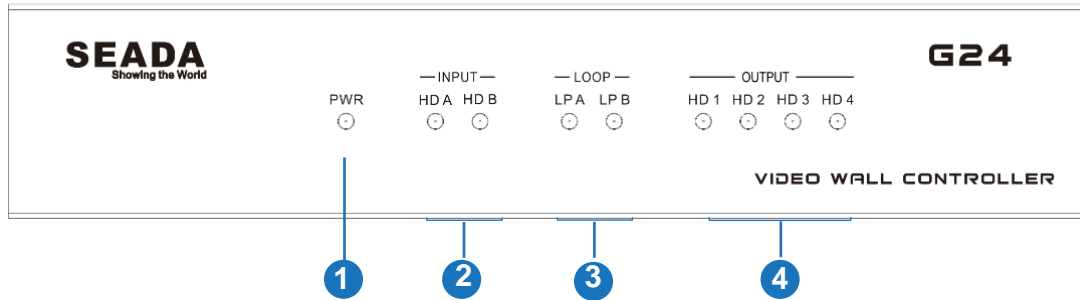 SEADA
Showing the World
G24
INPUT
LOOP
OUTPUT
PWR
HD A HD B
LP A LP B
HD 1 HD 2 HD 3 HD 4
VIDEO WALL CONTROLLER
1 2 3 4